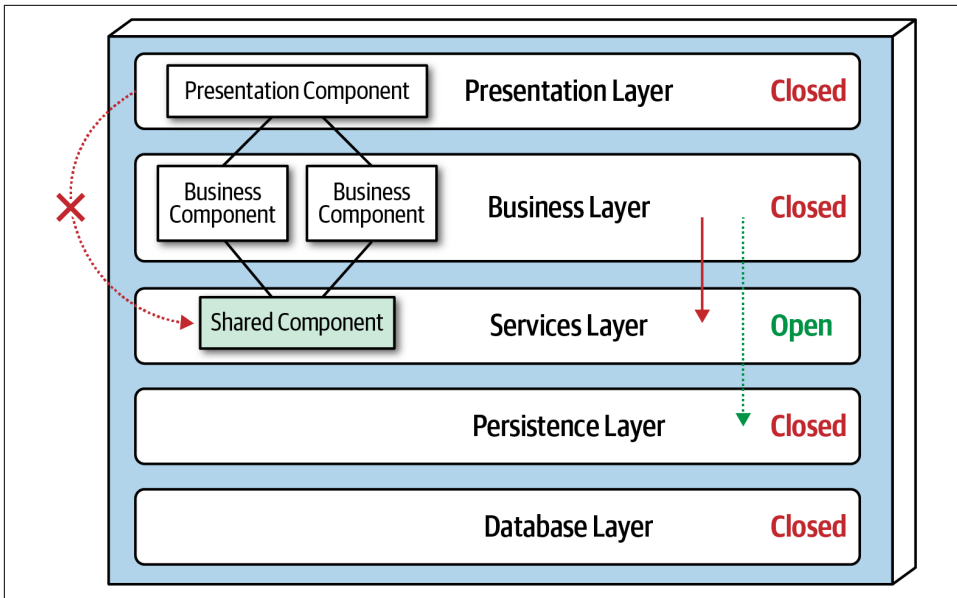 Presentation Component
Presentation Layer
Closed
Business
Component
Business
Component
Business Layer
Closed
Shared Component
Services Layer
Open
Persistence Layer
Closed
Database Layer
Closed